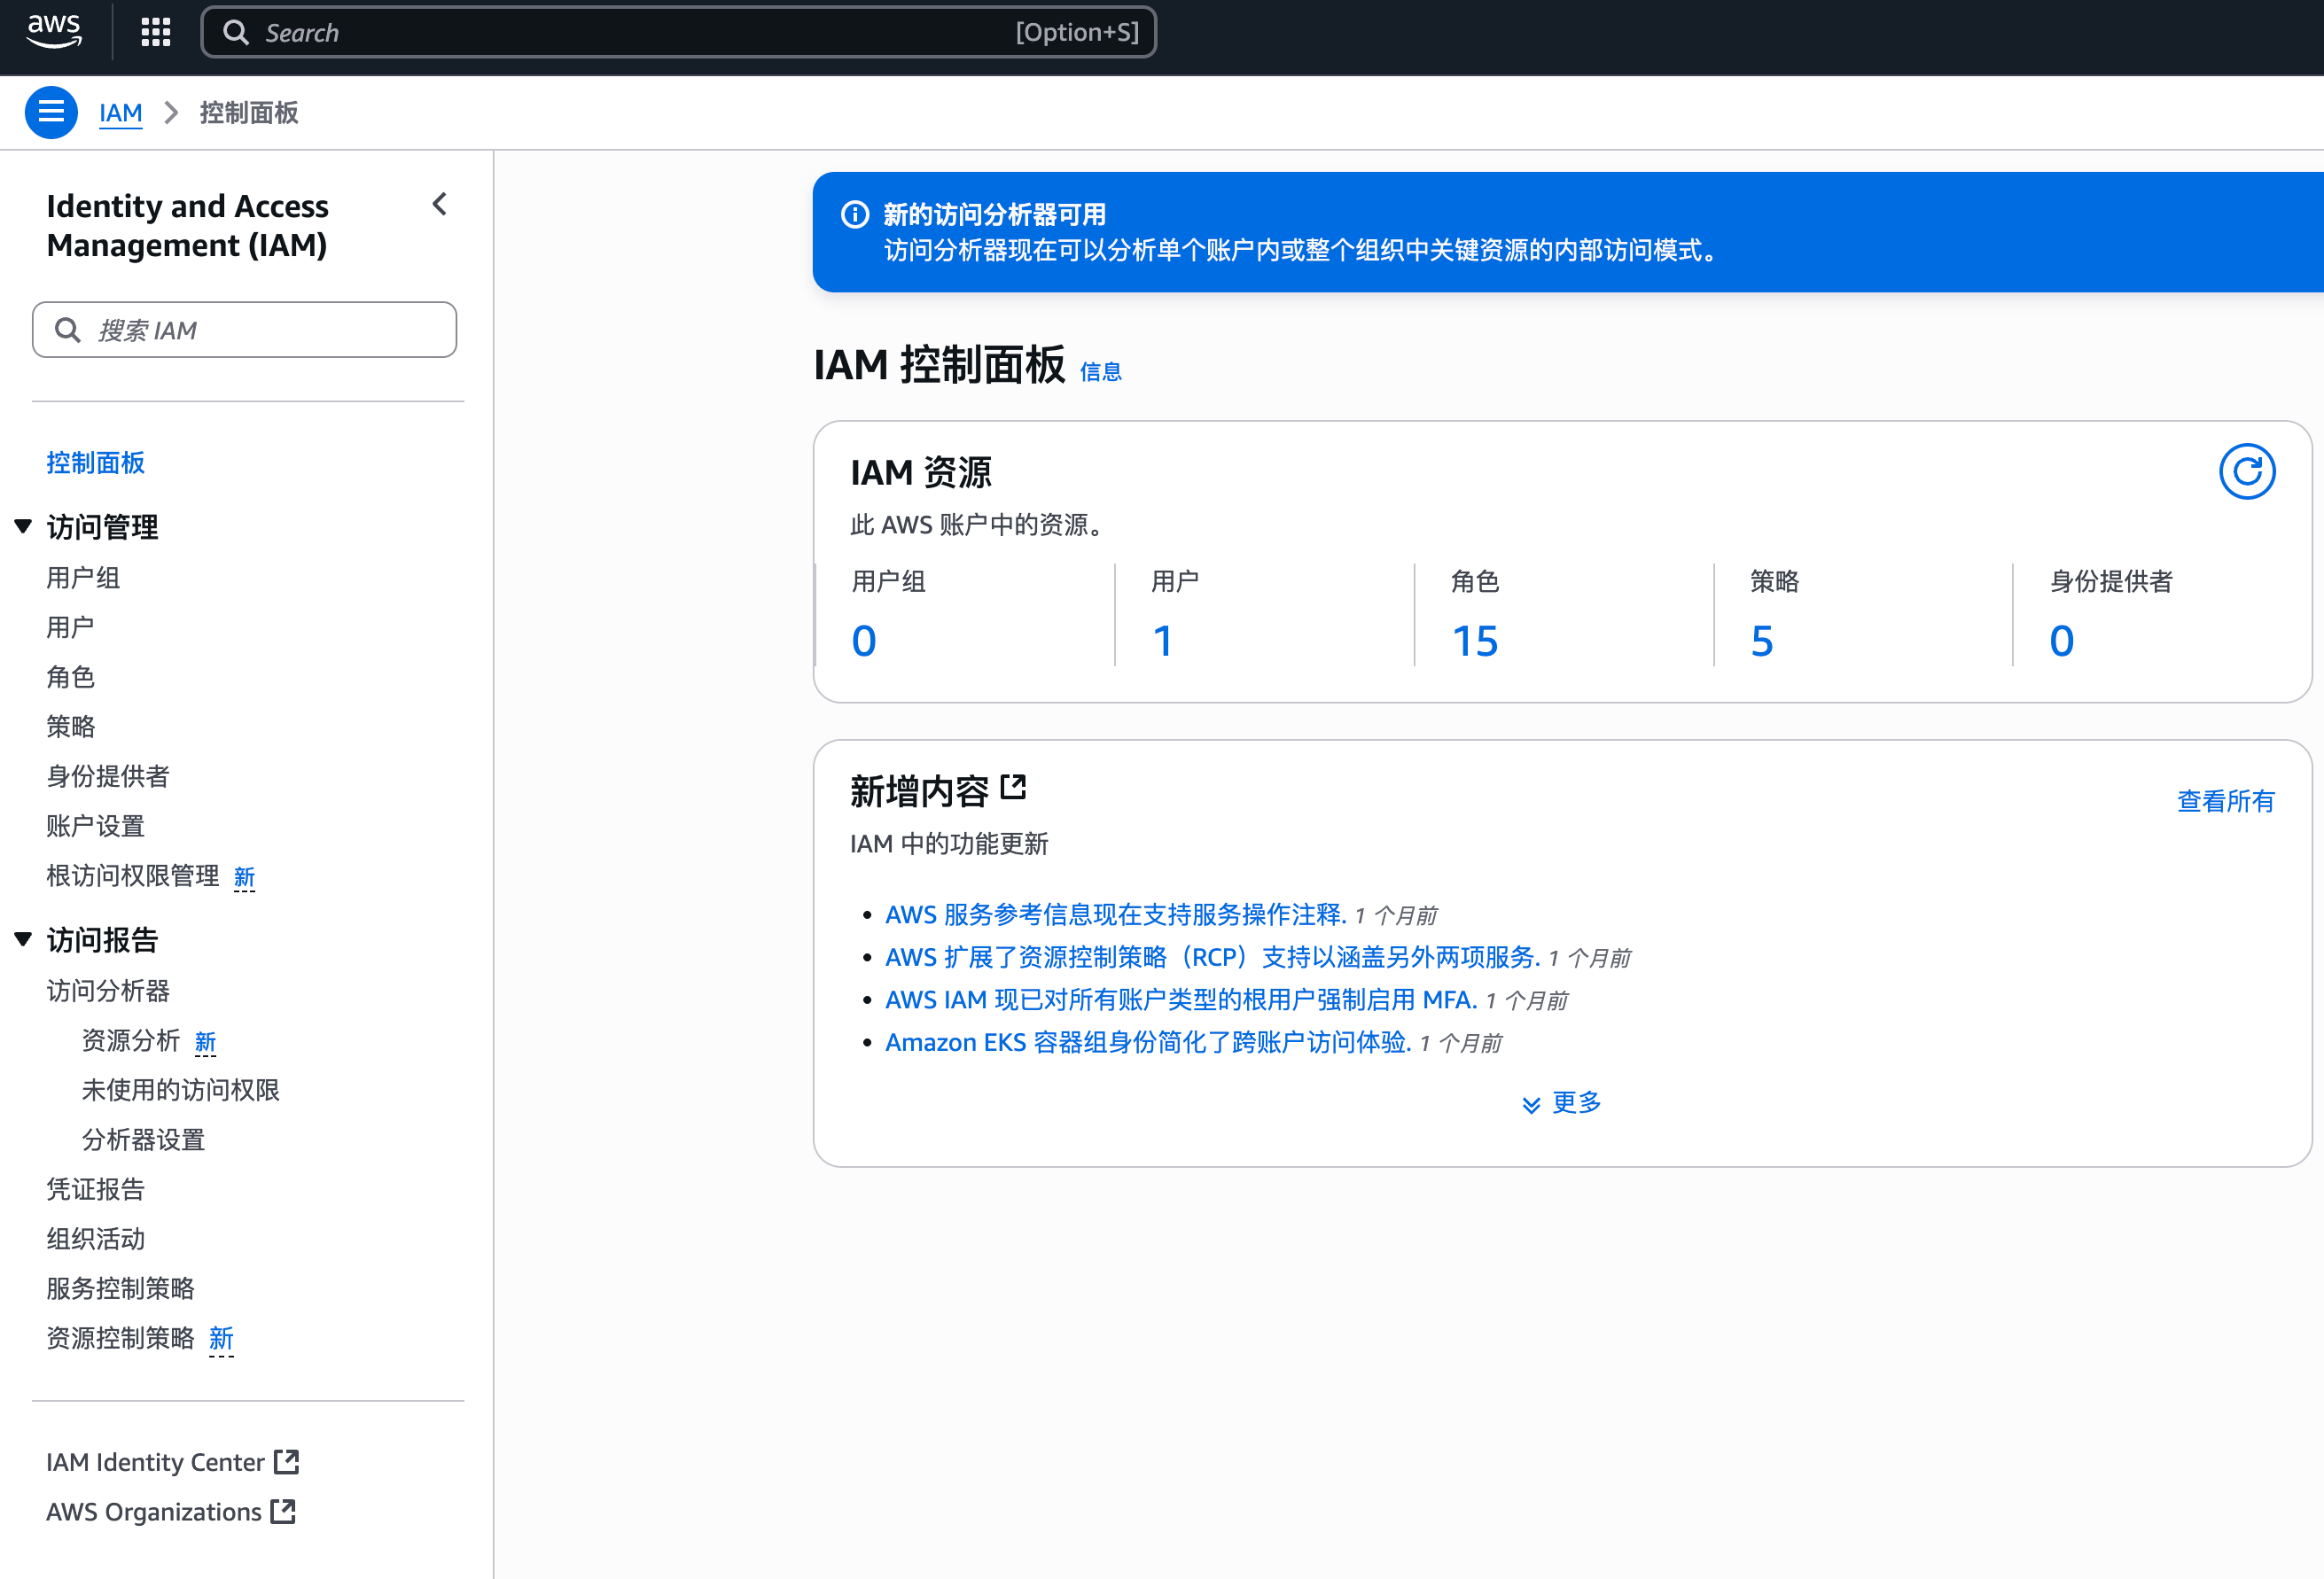 aws
Search [Option+S]
IAM 控制面板
Identity and Access
Management (IAM)
搜索 IAM
控制面板
访问管理
用户组
用户
角色
策略
身份提供者
账户设置
根访问权限管理 新
访问报告
访问分析器
资源分析 新
未使用的访问权限
分析器设置
凭证报告
组织活动
服务控制策略
资源控制策略 新
IAM Identity Center
AWS Organizations
新的访问分析器可用
访问分析器现在可以分析单个账户内或整个组织中关键资源的内部访问模式。
IAM 控制面板 信息
IAM 资源
此 AWS 账户中的资源。
用户组 用户 角色 策略 身份提供者
0 1 15 5 0
新增内容
查看所有
IAM 中的功能更新
AWS 服务参考信息现在支持服务操作注释. 1 个月前
AWS 扩展了资源控制策略（RCP）支持以涵盖另外两项服务. 1 个月前
AWS IAM 现已对所有账户类型的根用户强制启用 MFA. 1 个月前
Amazon EKS 容器组身份简化了跨账户访问体验. 1 个月前
更多